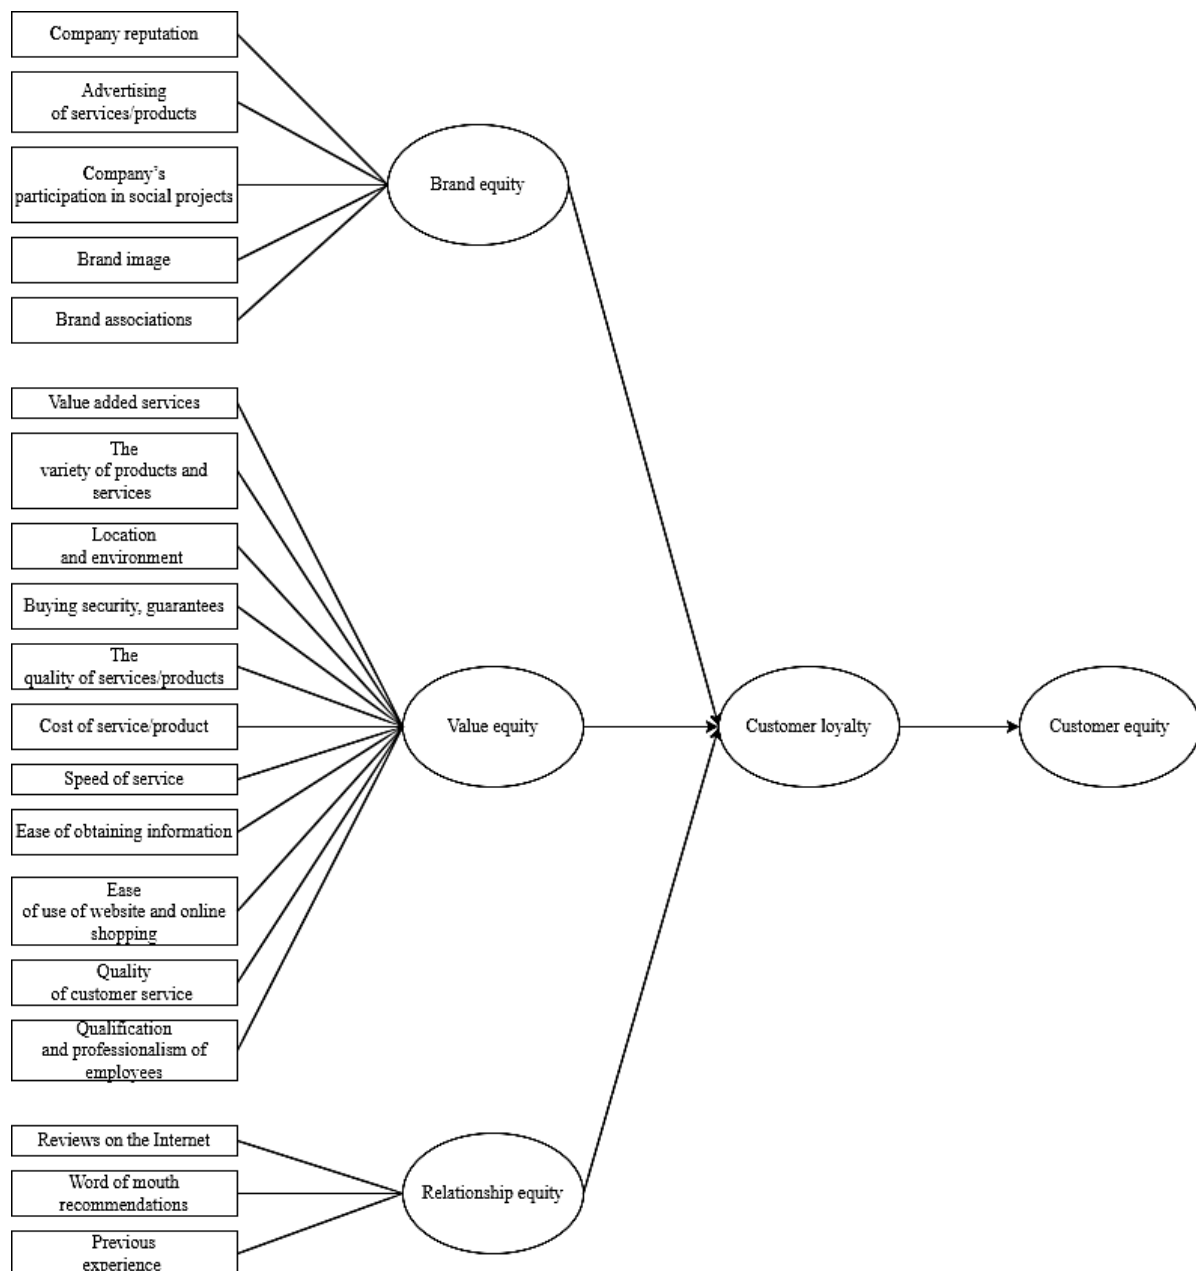 Company reputation
Advertising
of services/products
Company's
participation in social projects
Brand image
Brand associations
Brand equity
Value added services
The
variety of products and
services
Location
and environment
Buying security, guarantees
The
quality of services/products
Cost of service/product
Speed of service
Ease of obtaining information
Ease
of use of website and online
shopping
Quality
of customer service
Qualification
and professionalism of
employees
Value equity
Customer loyalty
Customer equity
Reviews on the Internet
Word of mouth
recommendations
Previous
experience
Relationship equity